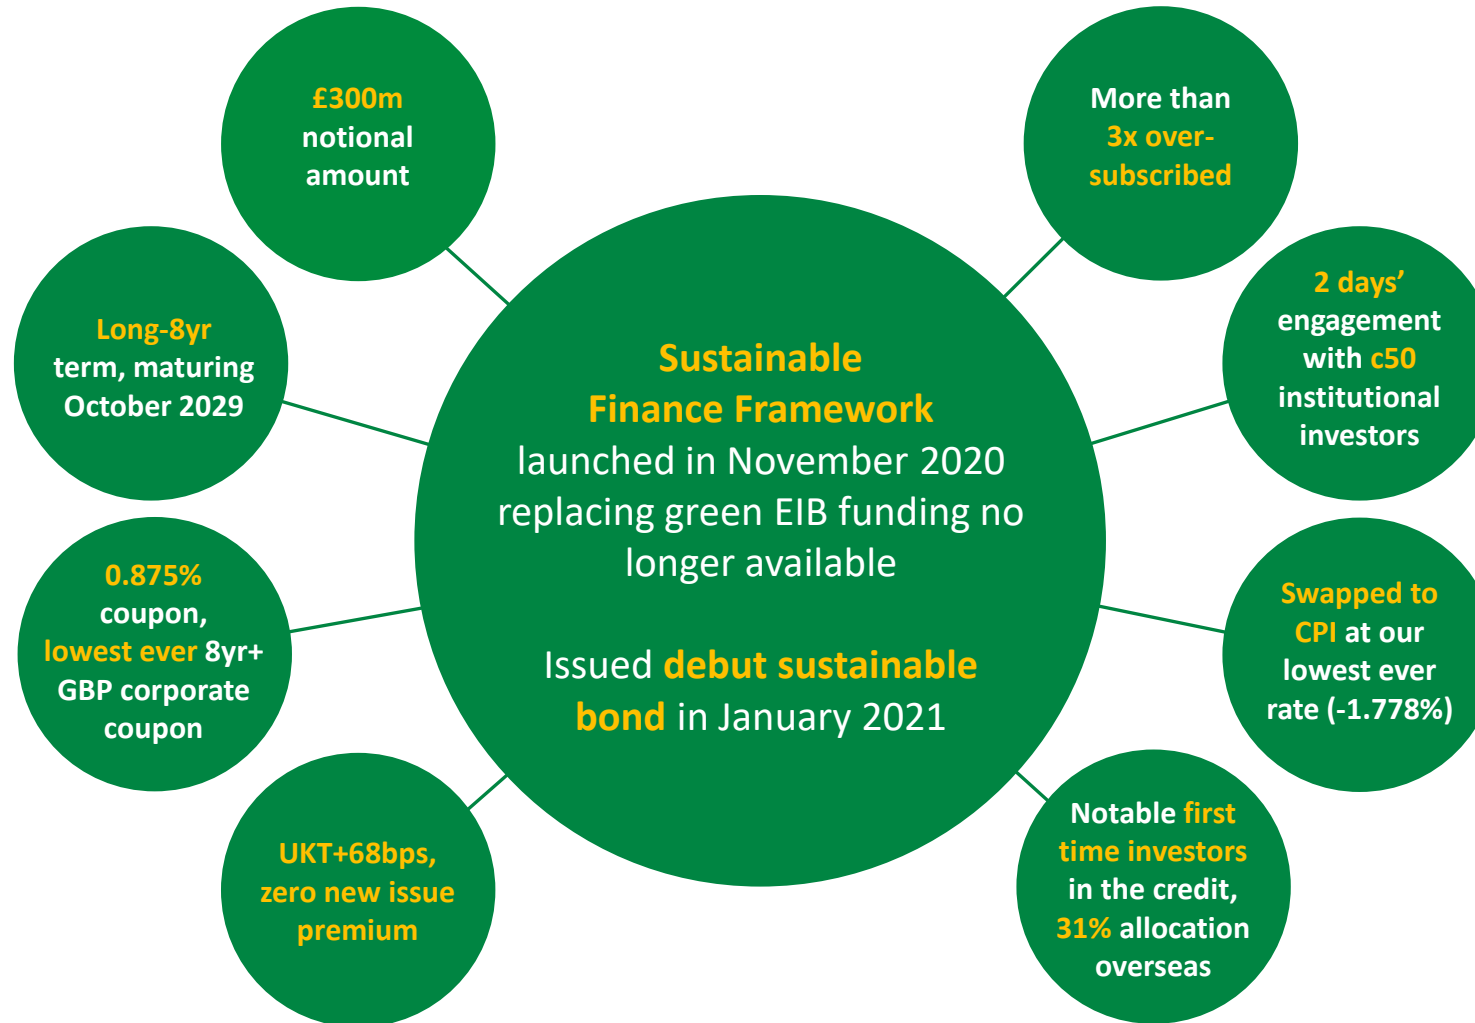 £300m
notional
amount
More than
3x over-
subscribed
Long-8yr
term, maturing
October 2029
2 days’
engagement
with c50
institutional
investors
Sustainable
Finance Framework
launched in November 2020
replacing green EIB funding no
longer available
Issued debut sustainable
bond in January 2021
0.875%
coupon,
lowest ever 8yr+
GBP corporate
coupon
Swapped to
CPI at our
lowest ever
rate (-1.778%)
UKT+68bps,
zero new issue
premium
Notable first
time investors
in the credit,
31% allocation
overseas